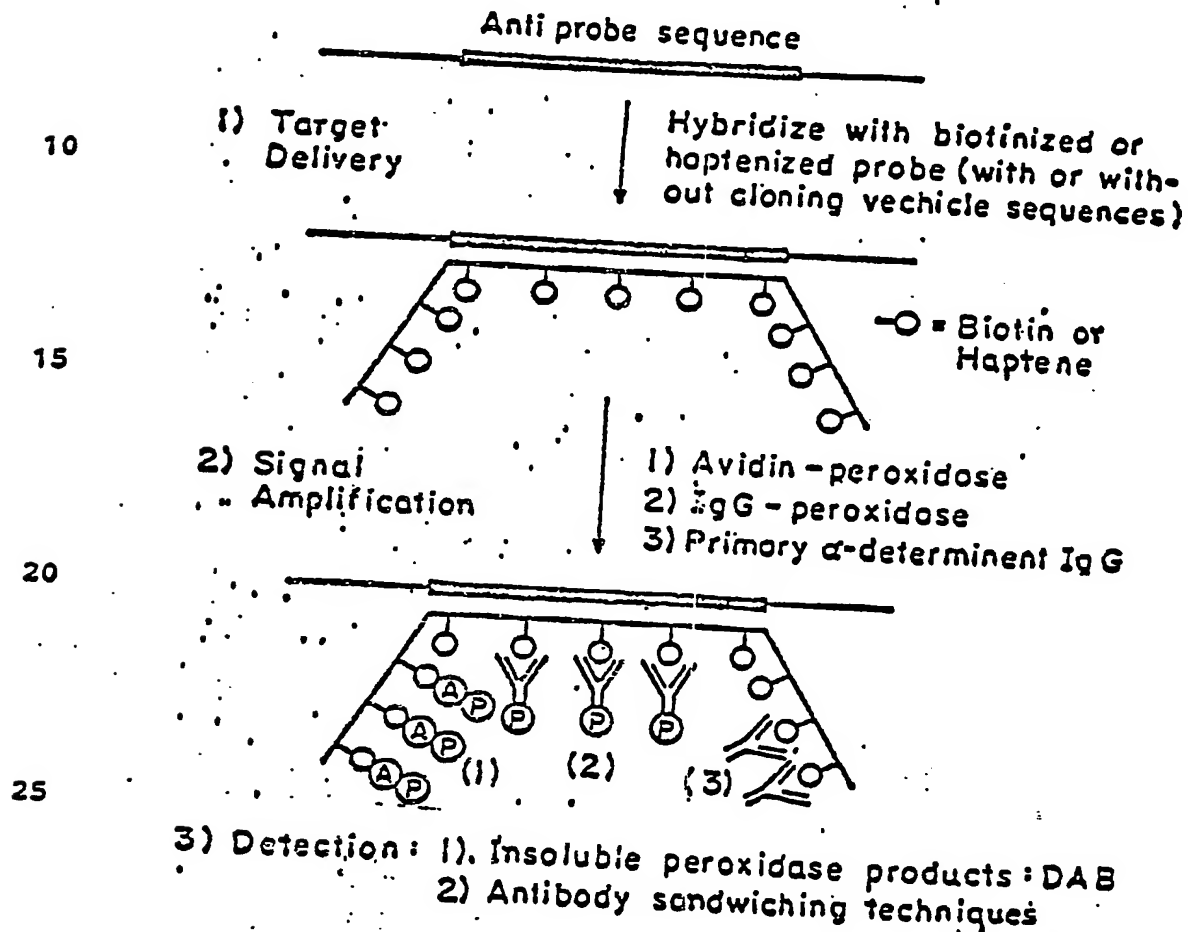 Anti probe sequence
10
1) Target
Delivery
Hybridize with biotinized or
haptenized probe (with or with-
out cloning vechicle sequences)
15
-O = Biotin or
Haptene
2) Signal
Amplification
1) Avidin-peroxidose
2) IgG - peroxidose
3) Primary α-determinent IgG
20
A P
A P
A P
(1)
P
P
P
(2)
(3)
25
3) Detection: 1). Insoluble peroxidase products: DAB
2) Antibody sandwiching techniques